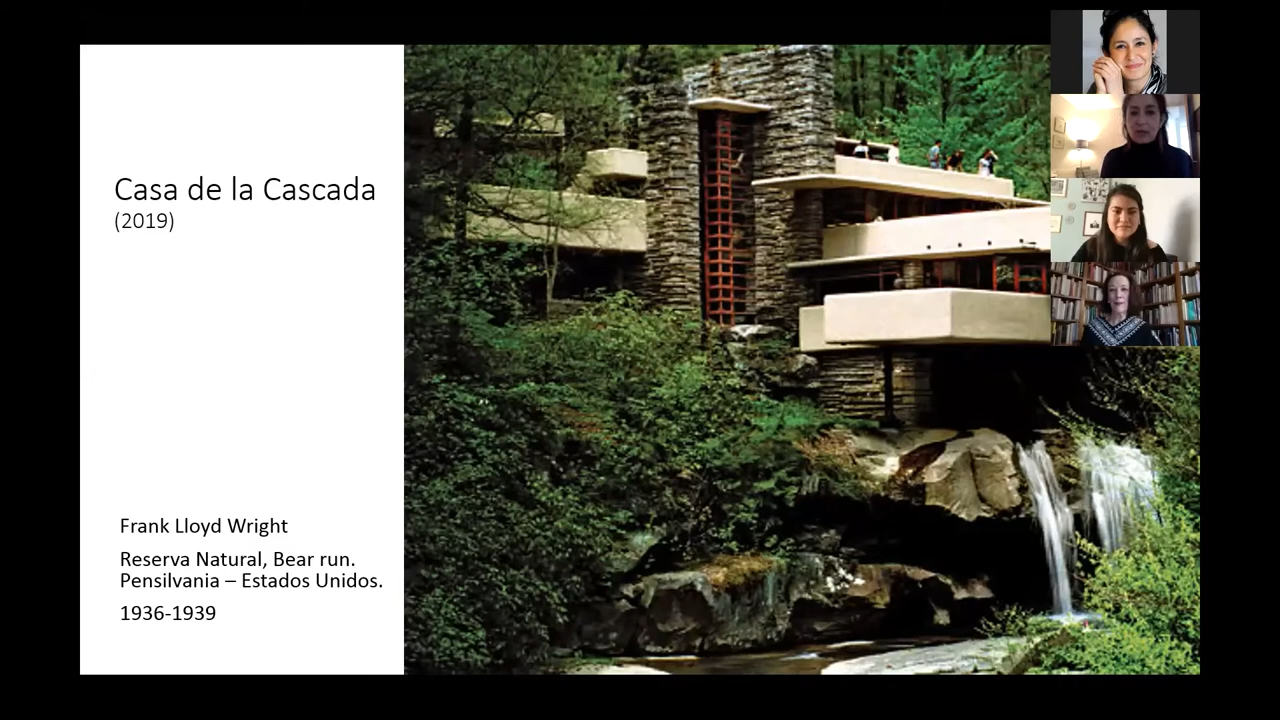 Casa de la Cascada
(2019)
Frank Lloyd Wright
Reserva Natural, Bear run.
Pensilvania – Estados Unidos.
1936-1939